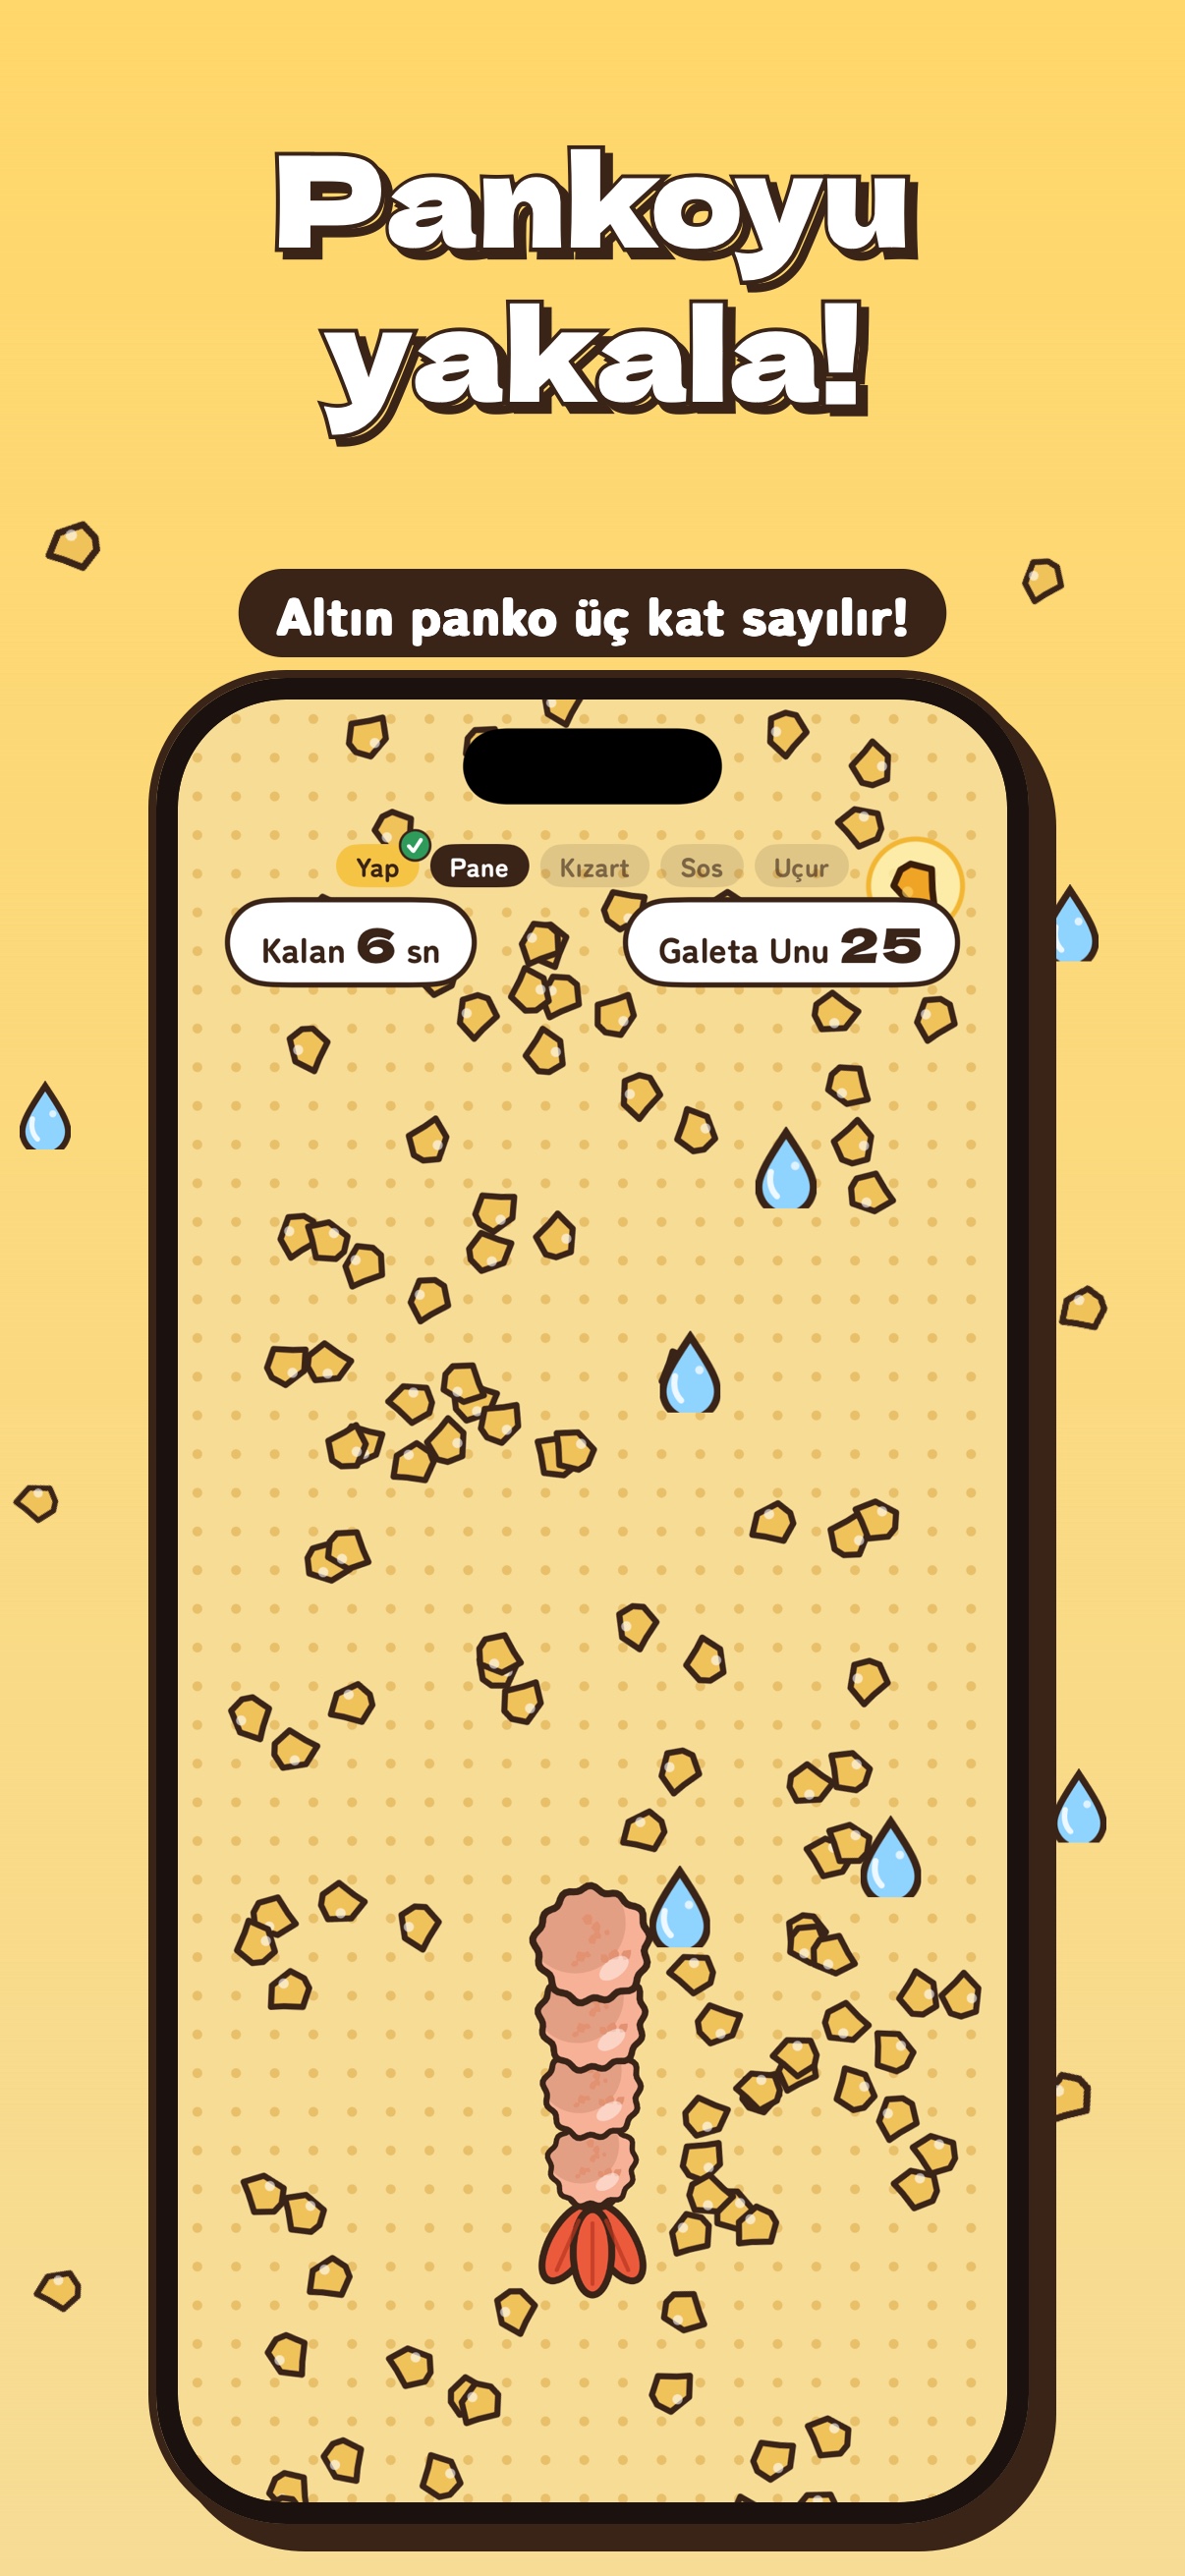 Pankoyu
yakala!
Altın panko üç kat sayılır!
Yap Pane Kızart Sos Uçur
Kalan 6 sn Galeta Unu 25